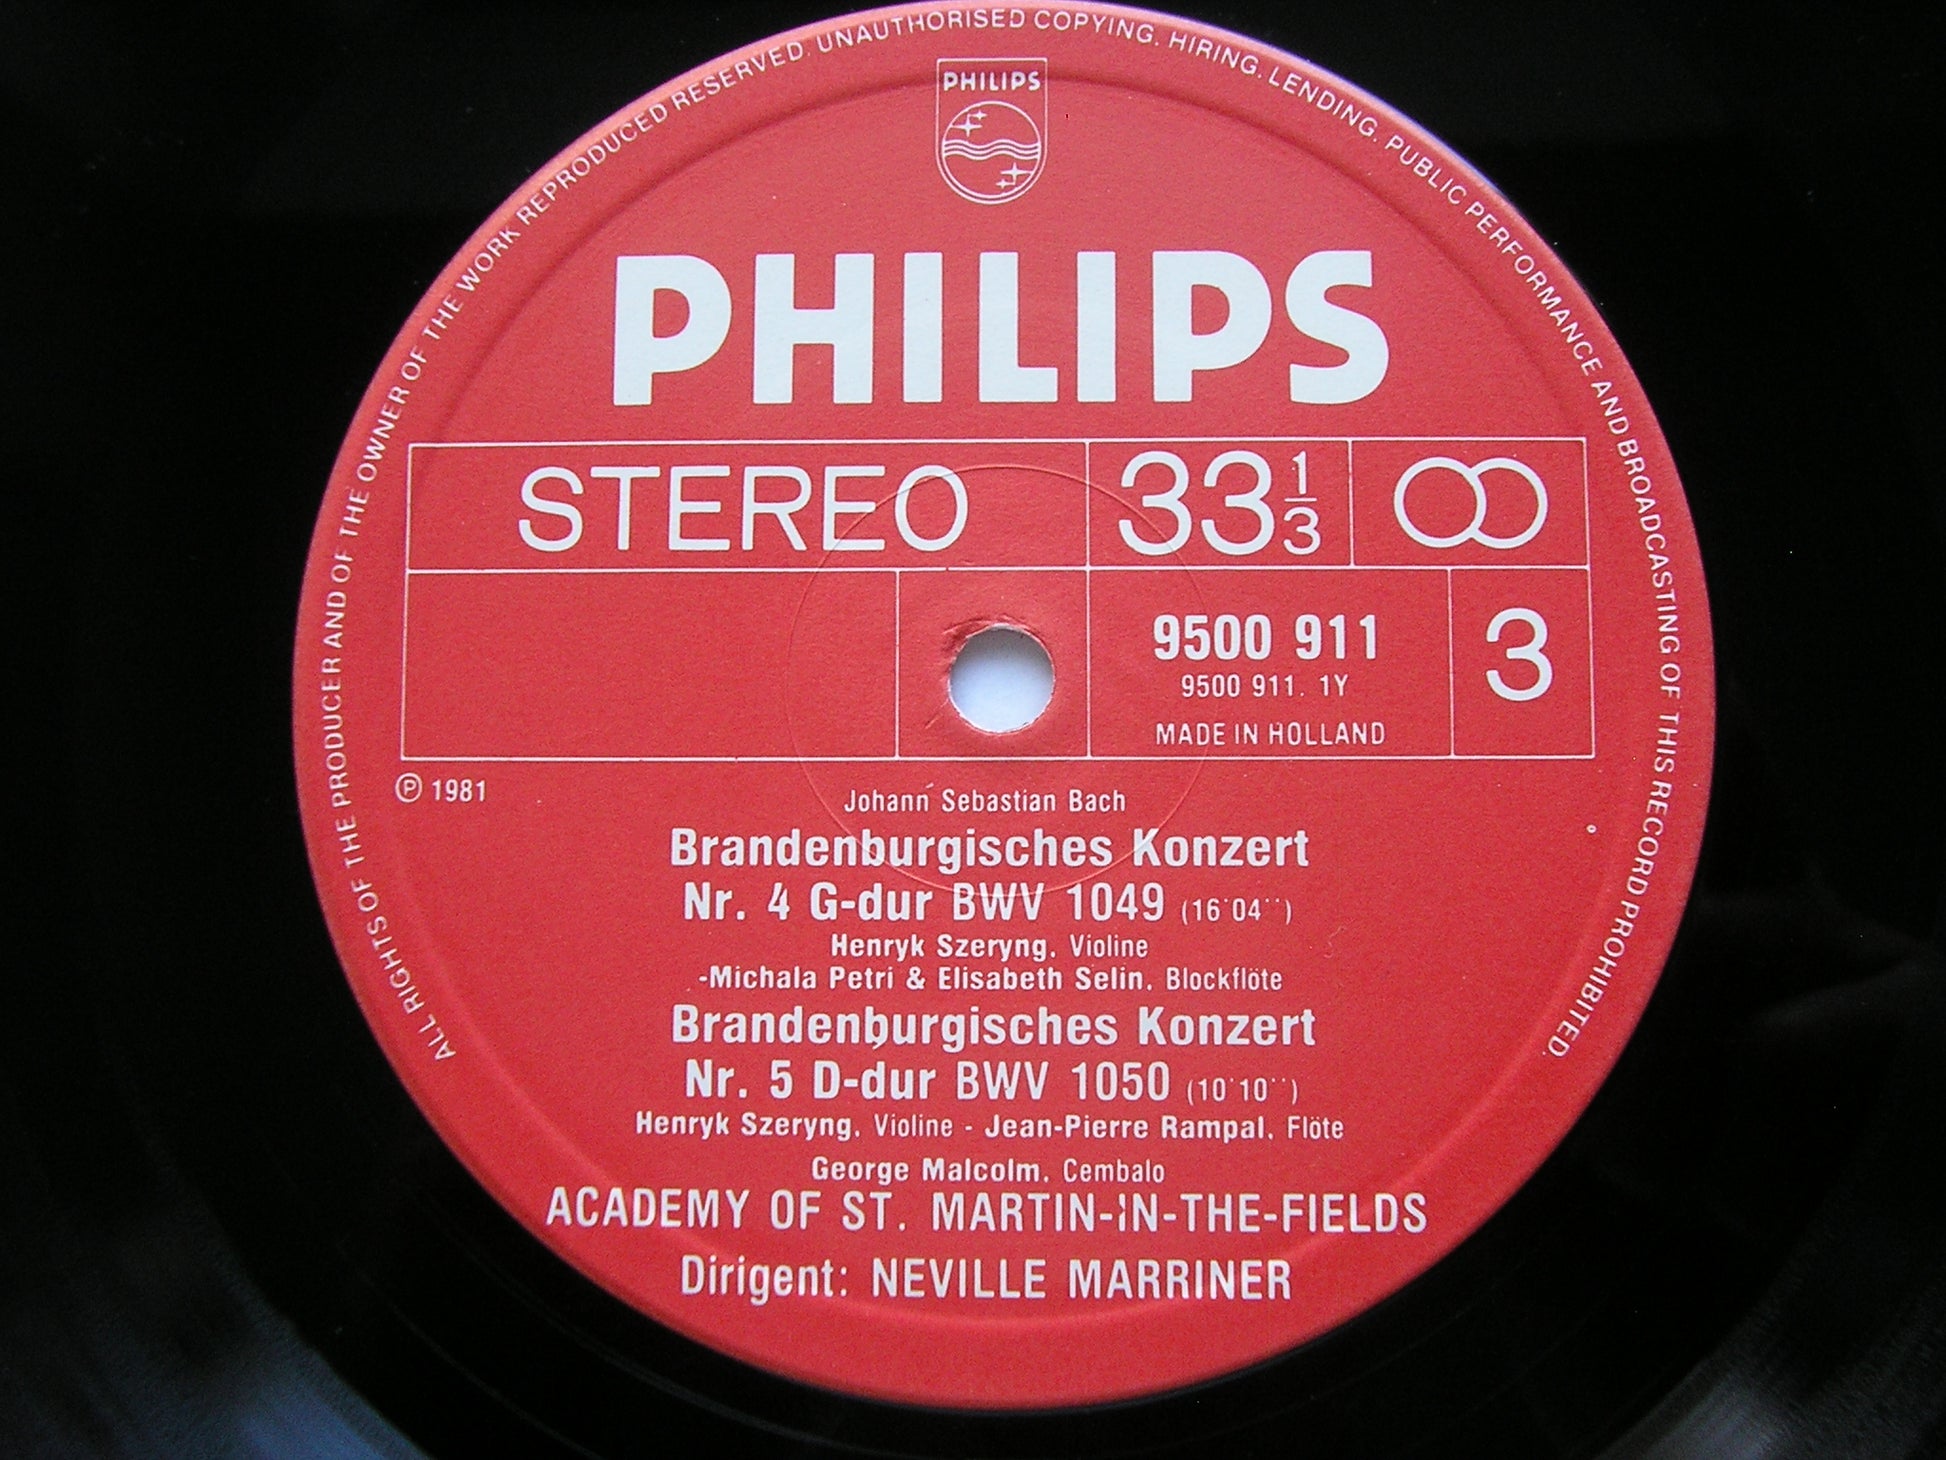 ALL RIGHTS OF THE PRODUCER AND OF THE OWNER OF THE WORK REPRODUCED RESERVED. UNAUTHORISED COPYING. HIRING. LENDING. PUBLIC PERFORMANCE AND BROADCASTING OF THIS RECORD PROHIBITED.
PHILIPS
PHILIPS
STEREO 33 1/3
9500 911 3
9500 911. 1Y
MADE IN HOLLAND
Ⓟ 1981
Johann Sebastian Bach
Brandenburgisches Konzert
Nr. 4 G-dur BWV 1049 (16'04'')
Henryk Szeryng. Violine
-Michala Petri & Elisabeth Selin. Blockflöte
Brandenburgisches Konzert
Nr. 5 D-dur BWV 1050 (10'10'')
Henryk Szeryng. Violine - Jean-Pierre Rampal. Flöte
George Malcolm. Cembalo
ACADEMY OF ST. MARTIN-IN-THE-FIELDS
Dirigent: NEVILLE MARRINER